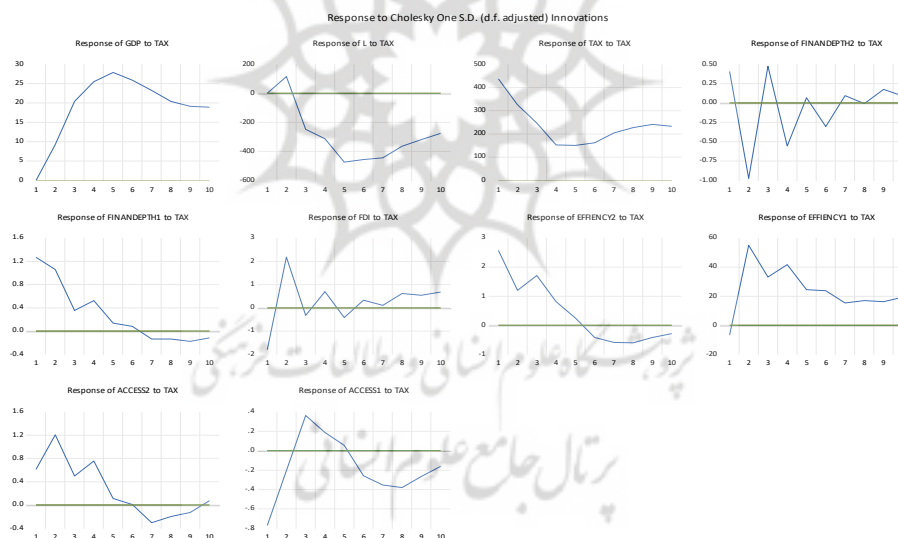 Response to Cholesky One S.D. (d.f. adjusted) Innovations
Response of GDP to TAX
30
25
20
15
10
5
0
1 2 3 4 5 6 7 8 9 10
Response of L to TAX
200
0
-200
-400
-600
1 2 3 4 5 6 7 8 9 10
Response of TAX to TAX
500
400
300
200
100
0
1 2 3 4 5 6 7 8 9 10
Response of FINANDEPTH2 to TAX
0.50
0.25
0.00
-0.25
-0.50
-0.75
-1.00
1 2 3 4 5 6 7 8 9
Response of FINANDEPTH1 to TAX
1.6
1.2
0.8
0.4
0.0
-0.4
1 2 3 4 5 6 7 8 9 10
Response of FDI to TAX
3
2
1
0
-1
-2
1 2 3 4 5 6 7 8 9 10
Response of EFFIENCY2 to TAX
3
2
1
0
-1
1 2 3 4 5 6 7 8 9 10
Response of EFFIENCY1 to TAX
60
40
20
0
-20
1 2 3 4 5 6 7 8 9
Response of ACCESS2 to TAX
1.6
1.2
0.8
0.4
0.0
-0.4
1 2 3 4 5 6 7 8 9 10
Response of ACCESS1 to TAX
.4
.2
.0
-.2
-.4
-.6
-.8
1 2 3 4 5 6 7 8 9 10
پژوهشگاه علوم انسانی و مطالعات فرهنگی
پرتال جامع علوم انسانی